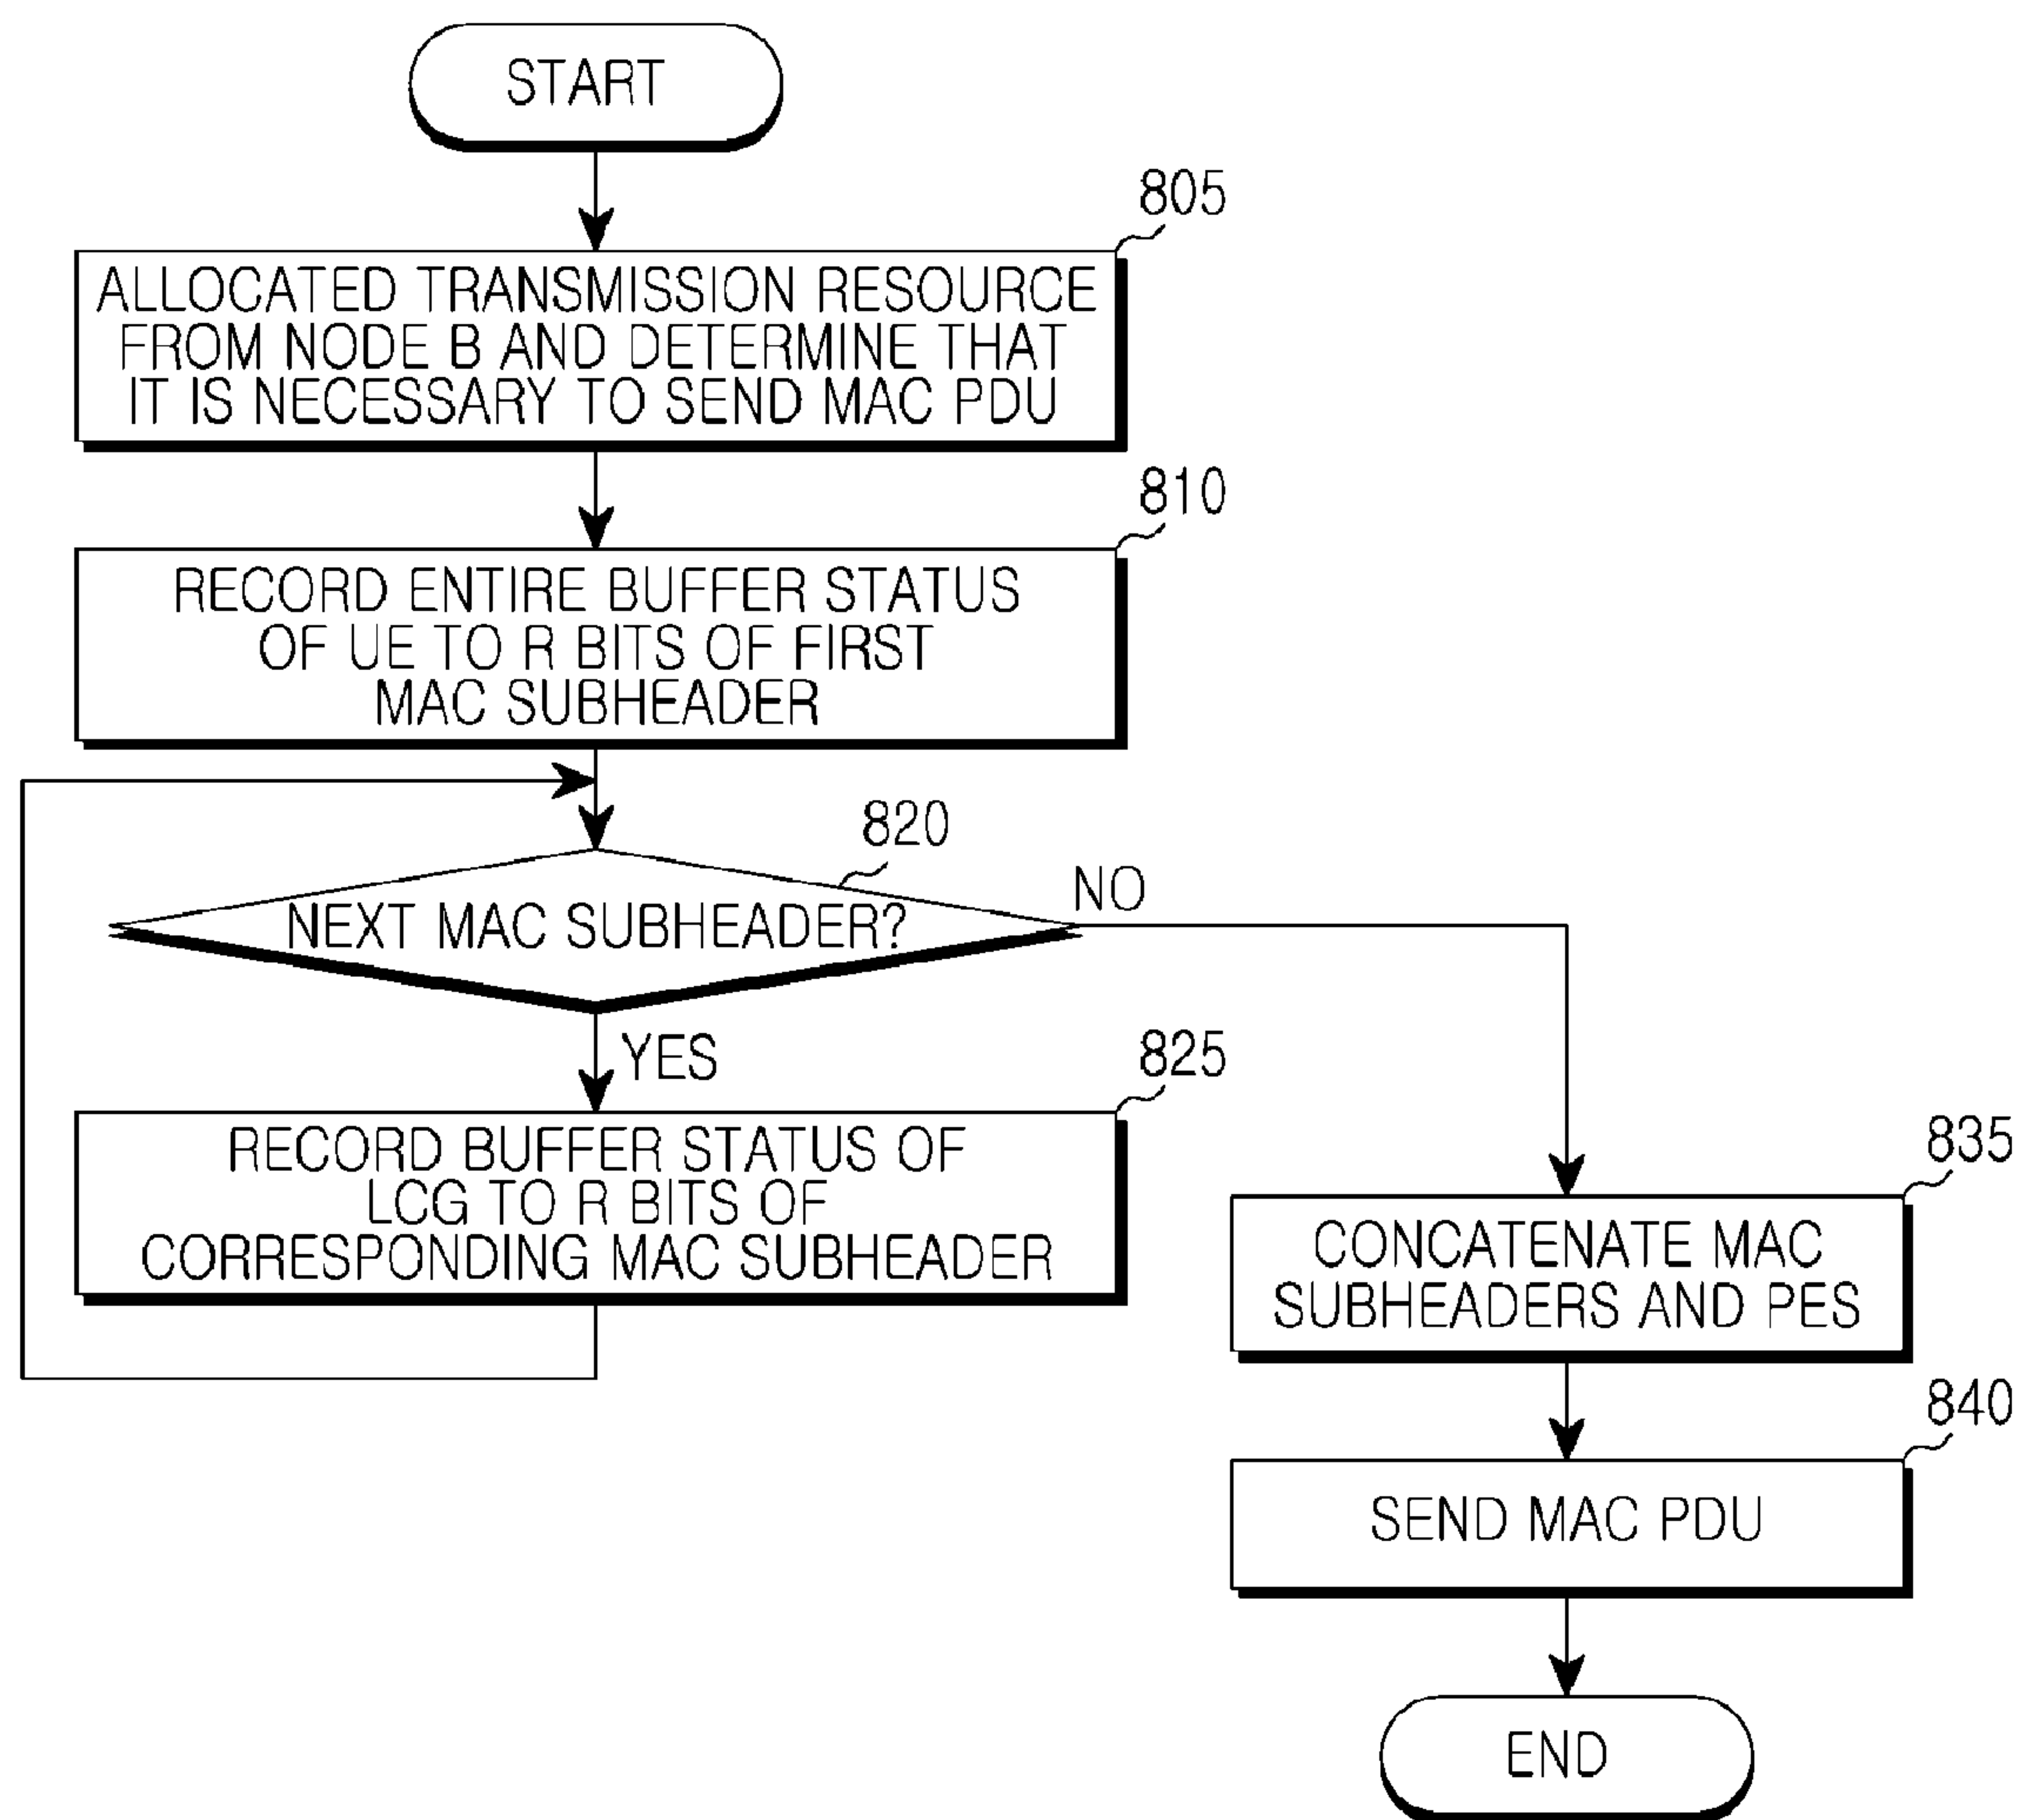 START
805
ALLOCATED TRANSMISSION RESOURCE
FROM NODE B AND DETERMINE THAT
IT IS NECESSARY TO SEND MAC PDU
810
RECORD ENTIRE BUFFER STATUS
OF UE TO R BITS OF FIRST
MAC SUBHEADER
820
NEXT MAC SUBHEADER?
NO
YES
825
RECORD BUFFER STATUS OF
LCG TO R BITS OF
CORRESPONDING MAC SUBHEADER
835
CONCATENATE MAC
SUBHEADERS AND PES
840
SEND MAC PDU
END